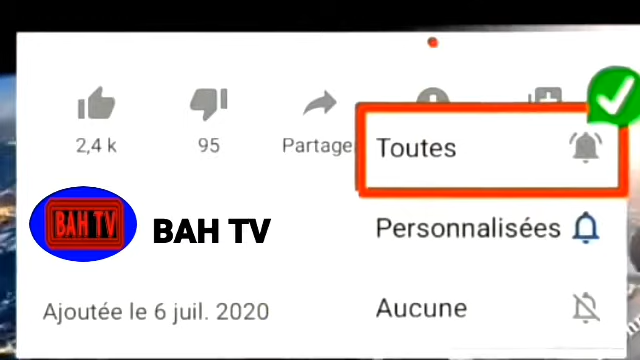 2,4 k
95
Partage
Toutes
BAH TV
BAH TV
Personnalisées
Ajoutée le 6 juil. 2020
Aucune